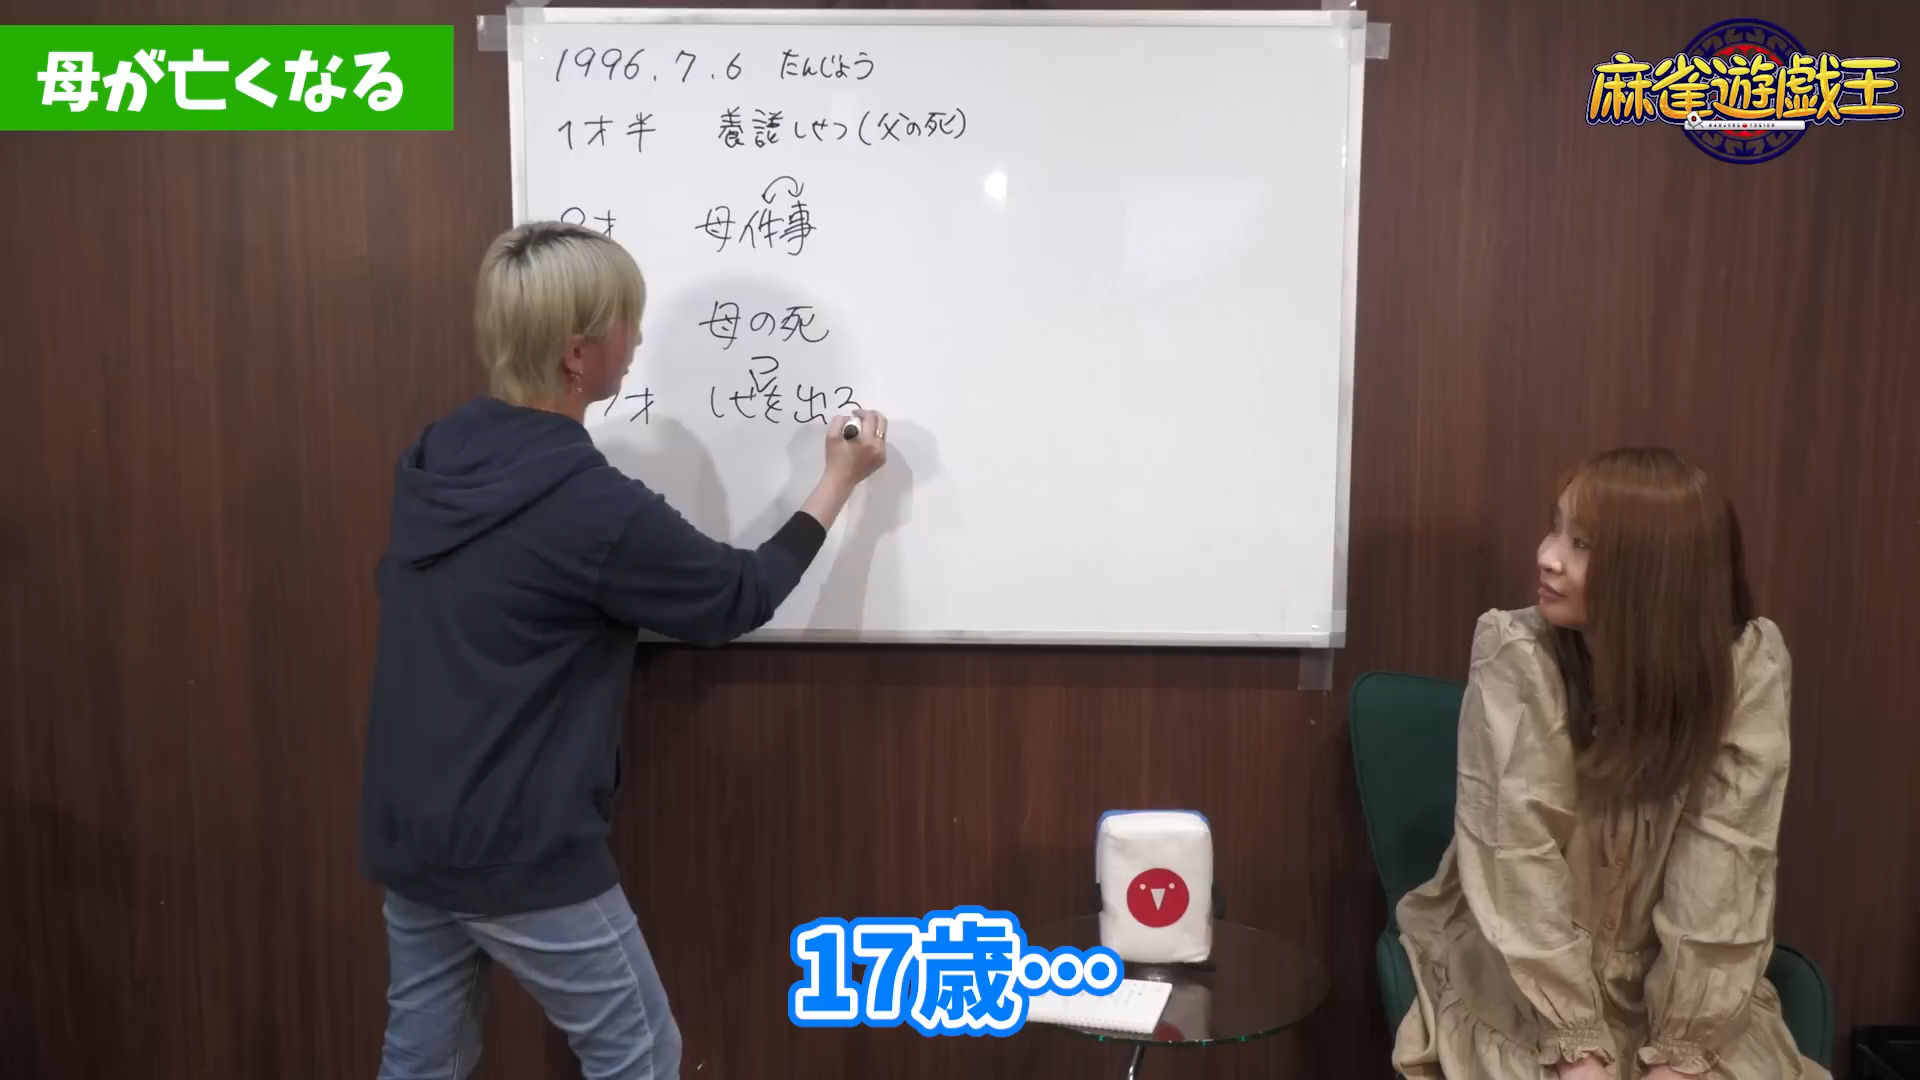 母が亡くなる
麻雀遊戯王
1996.7.6 たんじょう
1才半 養護しせつ(父の死)
才 母件事
母の死
7才 しせを出る
つ
17歳…